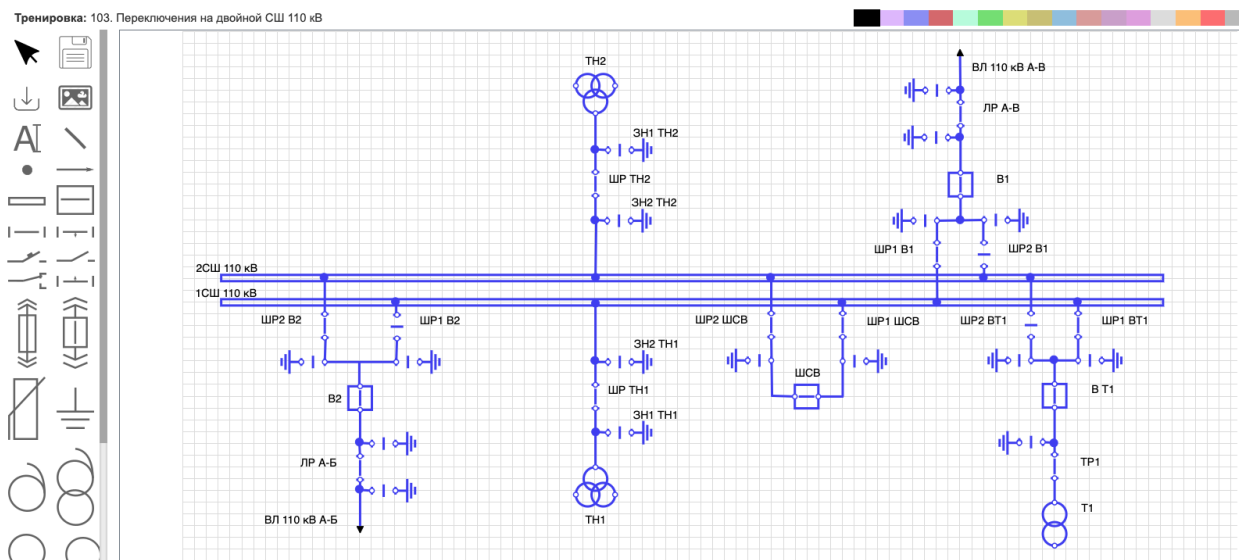 Тренировка: 103. Переключения на двойной СШ 110 кВ
ТН2
ВЛ 110 кВ А-В
ЛР А-В
ЗН1 ТН2
ШР ТН2
В1
ЗН2 ТН2
ШР1 В1
ШР2 В1
2СШ 110 кВ
1СШ 110 кВ
ШР2 В2
ШР1 В2
ШР2 ШСВ
ШР1 ШСВ
ШР2 ВТ1
ШР1 ВТ1
ЗН2 ТН1
ШСВ
ШР ТН1
В2
В Т1
ЗН1 ТН1
ЛР А-Б
ТР1
Т1
ВЛ 110 кВ А-Б
ТН1